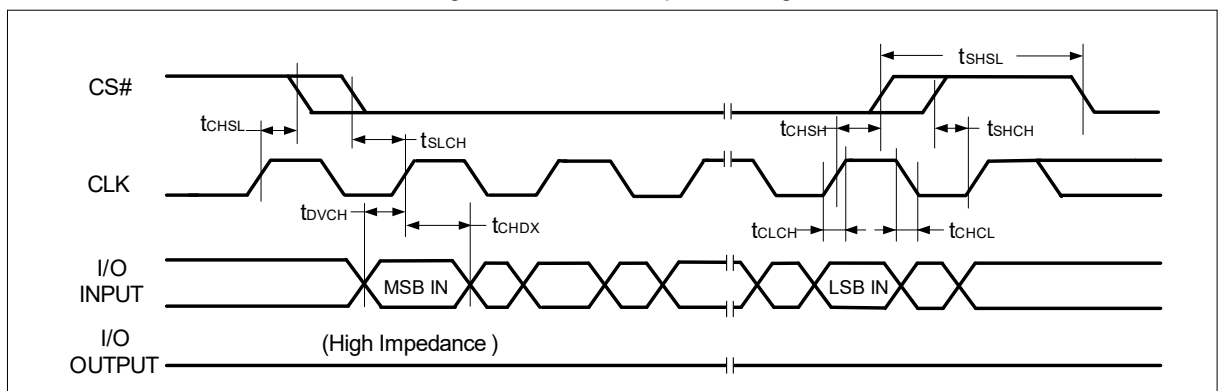 tSHSL
CS#
tCHSL
tSLCH
tCHSH
tSHCH
CLK
tDVCH
tCHDX
tCLCH
tCHCL
I/O
INPUT
MSB IN
LSB IN
I/O
OUTPUT
(High Impedance )